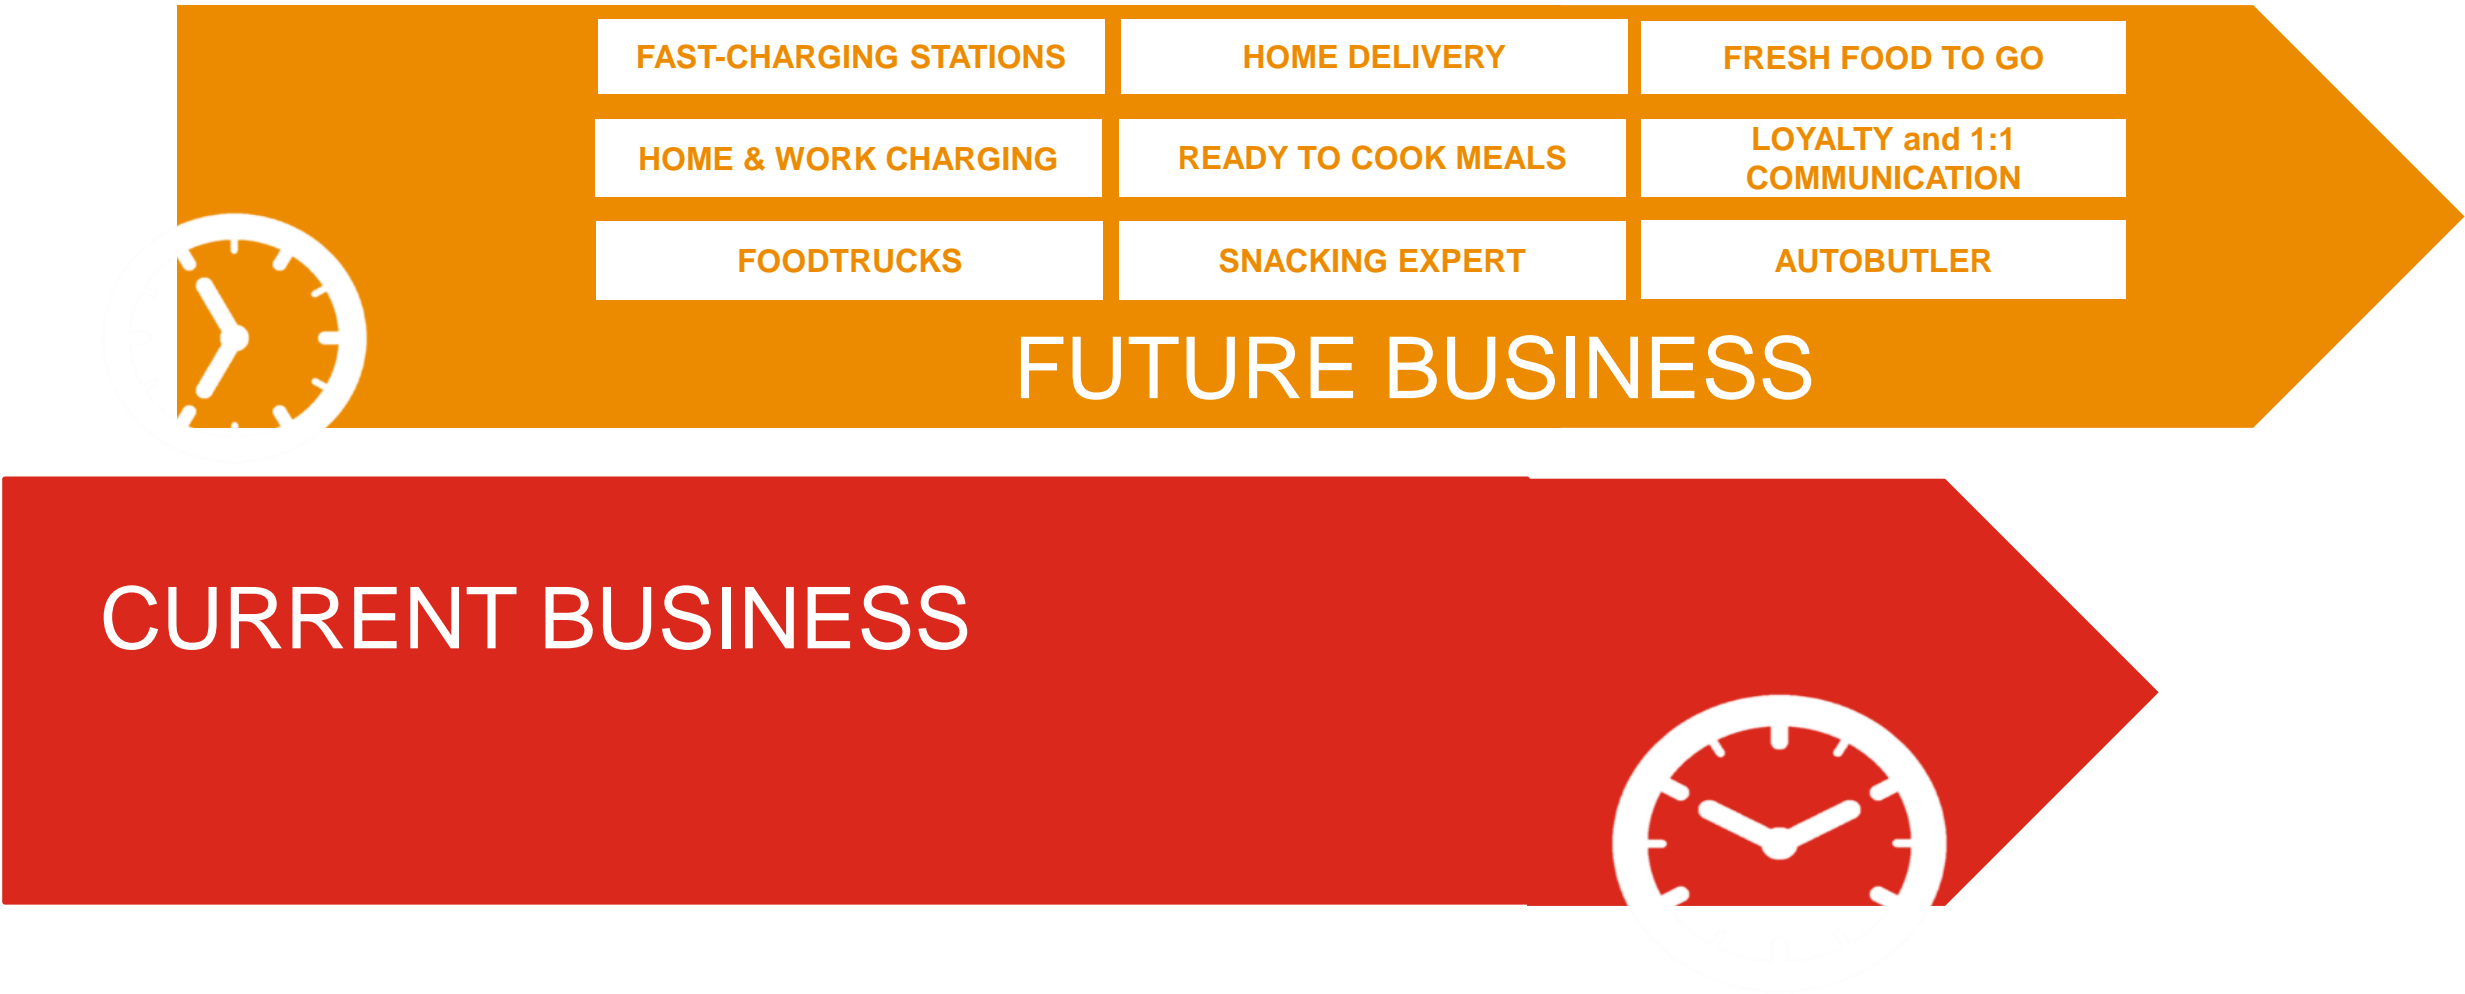 FAST-CHARGING STATIONS
HOME DELIVERY
FRESH FOOD TO GO
HOME & WORK CHARGING
READY TO COOK MEALS
LOYALTY and 1:1
COMMUNICATION
FOODTRUCKS
SNACKING EXPERT
AUTOBUTLER
FUTURE BUSINESS
CURRENT BUSINESS